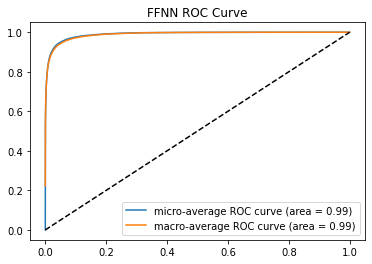 FFNN ROC Curve
1.0
0.8
0.6
0.4
0.2
0.0
micro-average ROC curve (area = 0.99)
macro-average ROC curve (area = 0.99)
0.0 0.2 0.4 0.6 0.8 1.0